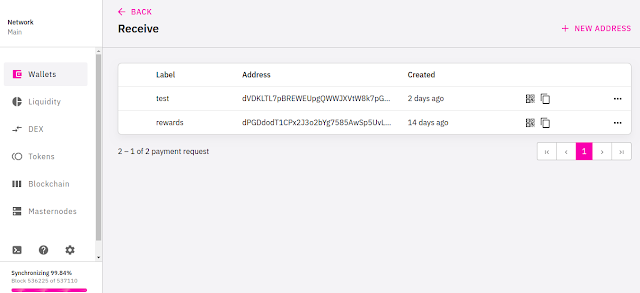 Network
Main
Wallets
Liquidity
DEX
Tokens
Blockchain
Masternodes
Synchronizing 99.84%
Block 536225 of 537110
BACK
Receive
NEW ADDRESS
Label Address Created
test dVDKLTL7pBREWEUpgQWWJXVtW8k7pG... 2 days ago
rewards dPGDdodT1CPx2J3o2bYg7585AwSp5UvL... 14 days ago
2 – 1 of 2 payment request
1